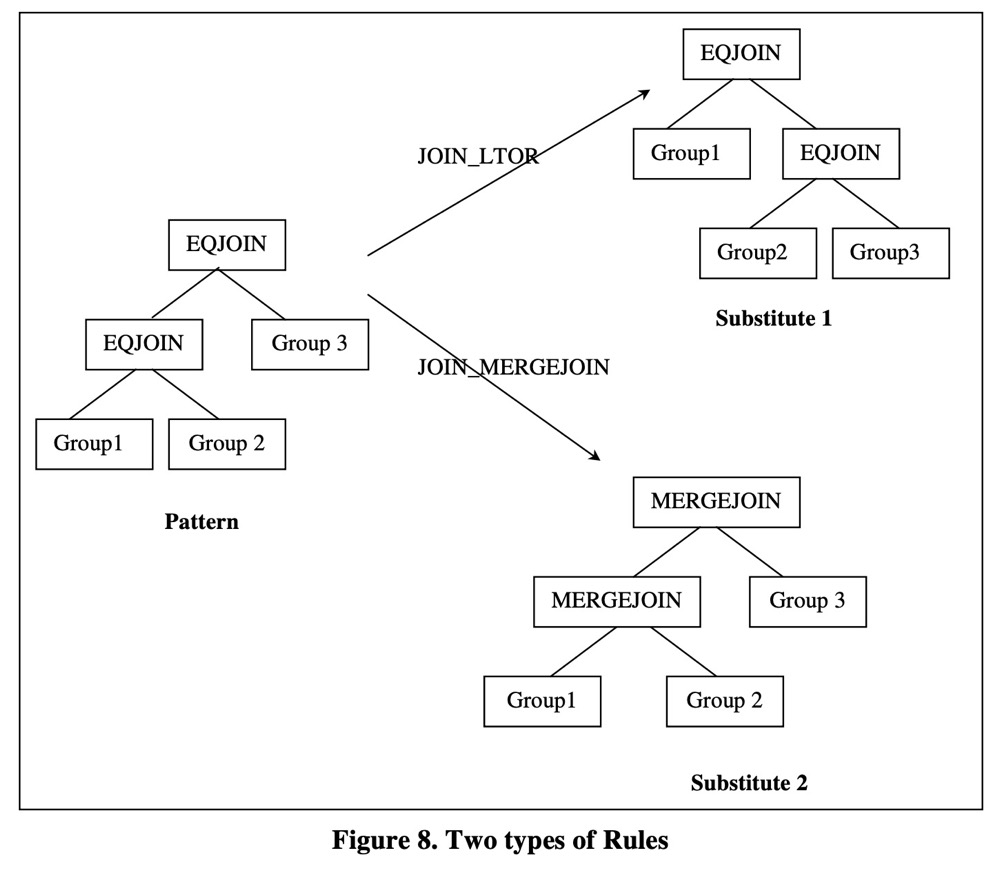 EQJOIN
Group1
EQJOIN
JOIN_LTOR
Group2
Group3
Substitute 1
EQJOIN
EQJOIN
Group 3
Group1
Group 2
Pattern
JOIN_MERGEJOIN
MERGEJOIN
MERGEJOIN
Group 3
Group1
Group 2
Substitute 2
Figure 8. Two types of Rules